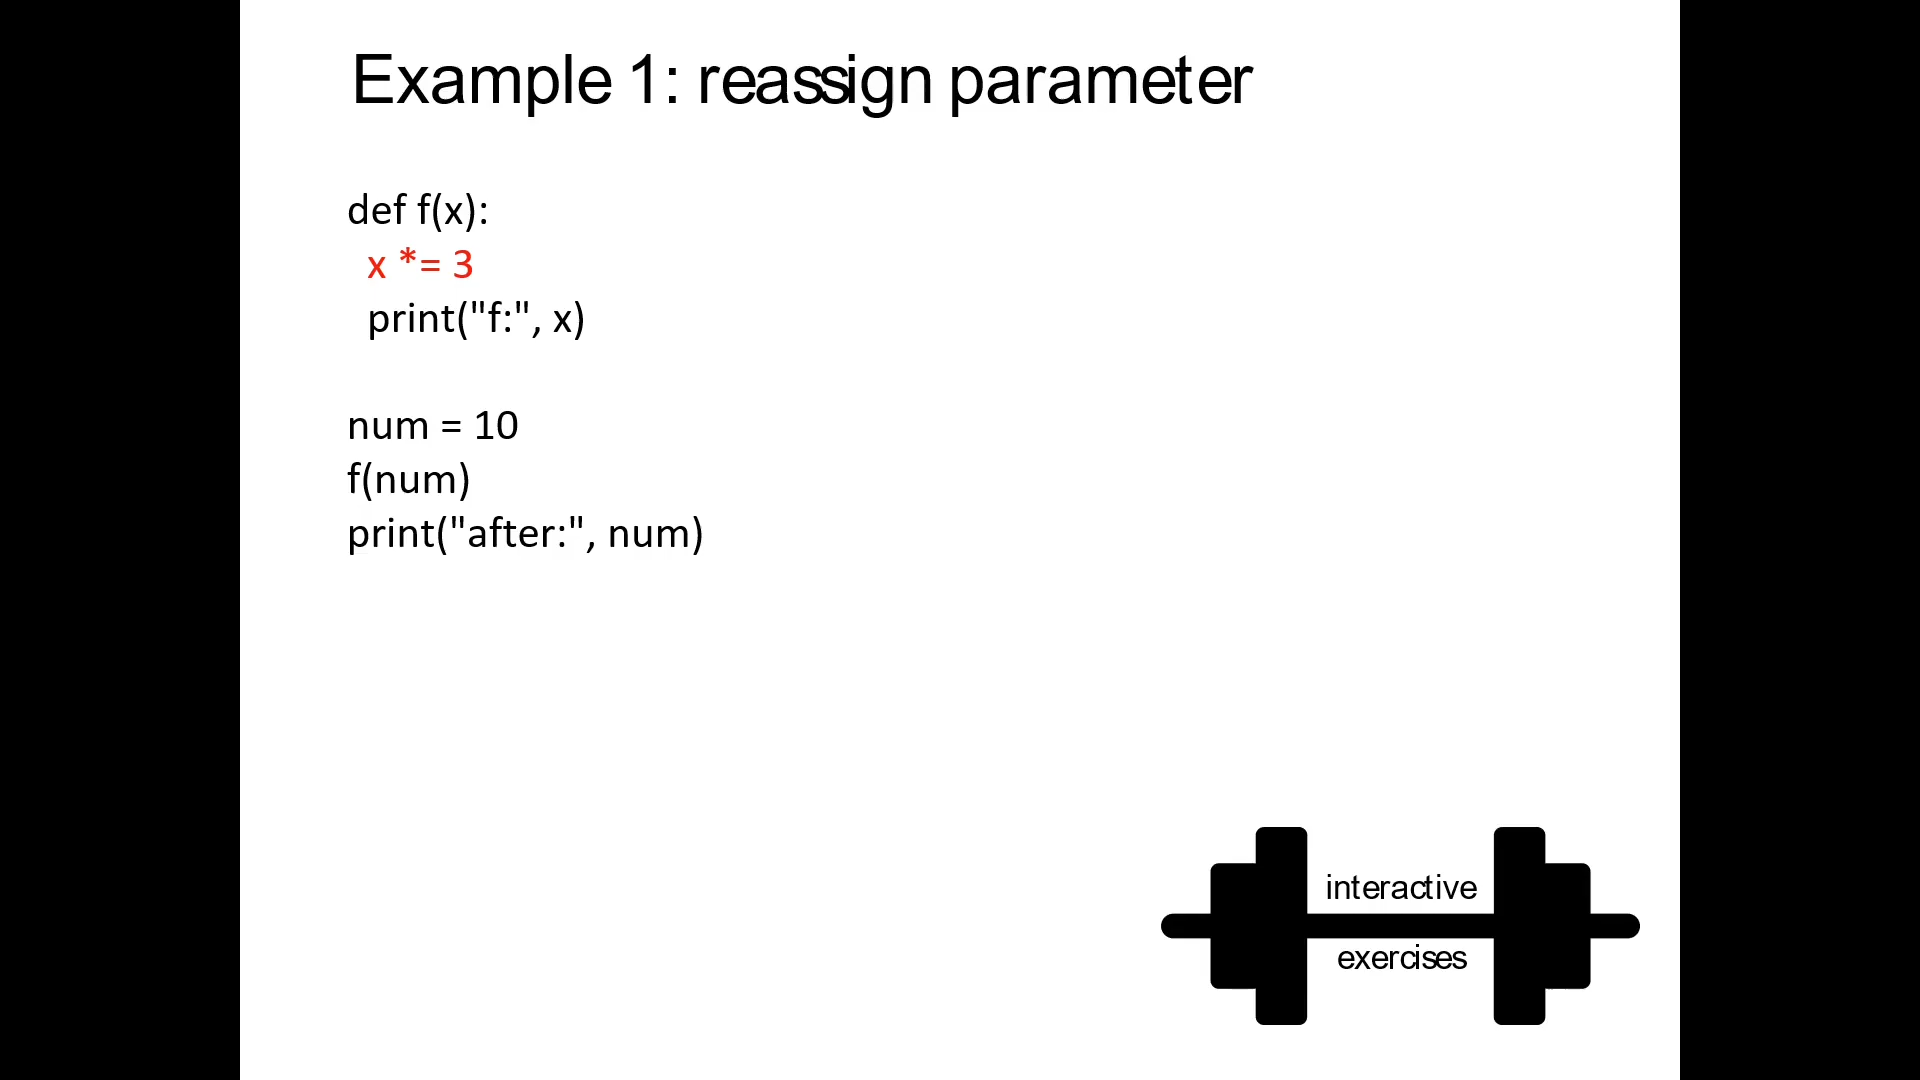 Example 1: reassign parameter
def f(x):
  x *= 3
  print("f:", x)
num = 10
f(num)
print("after:", num)
interactive
exercises